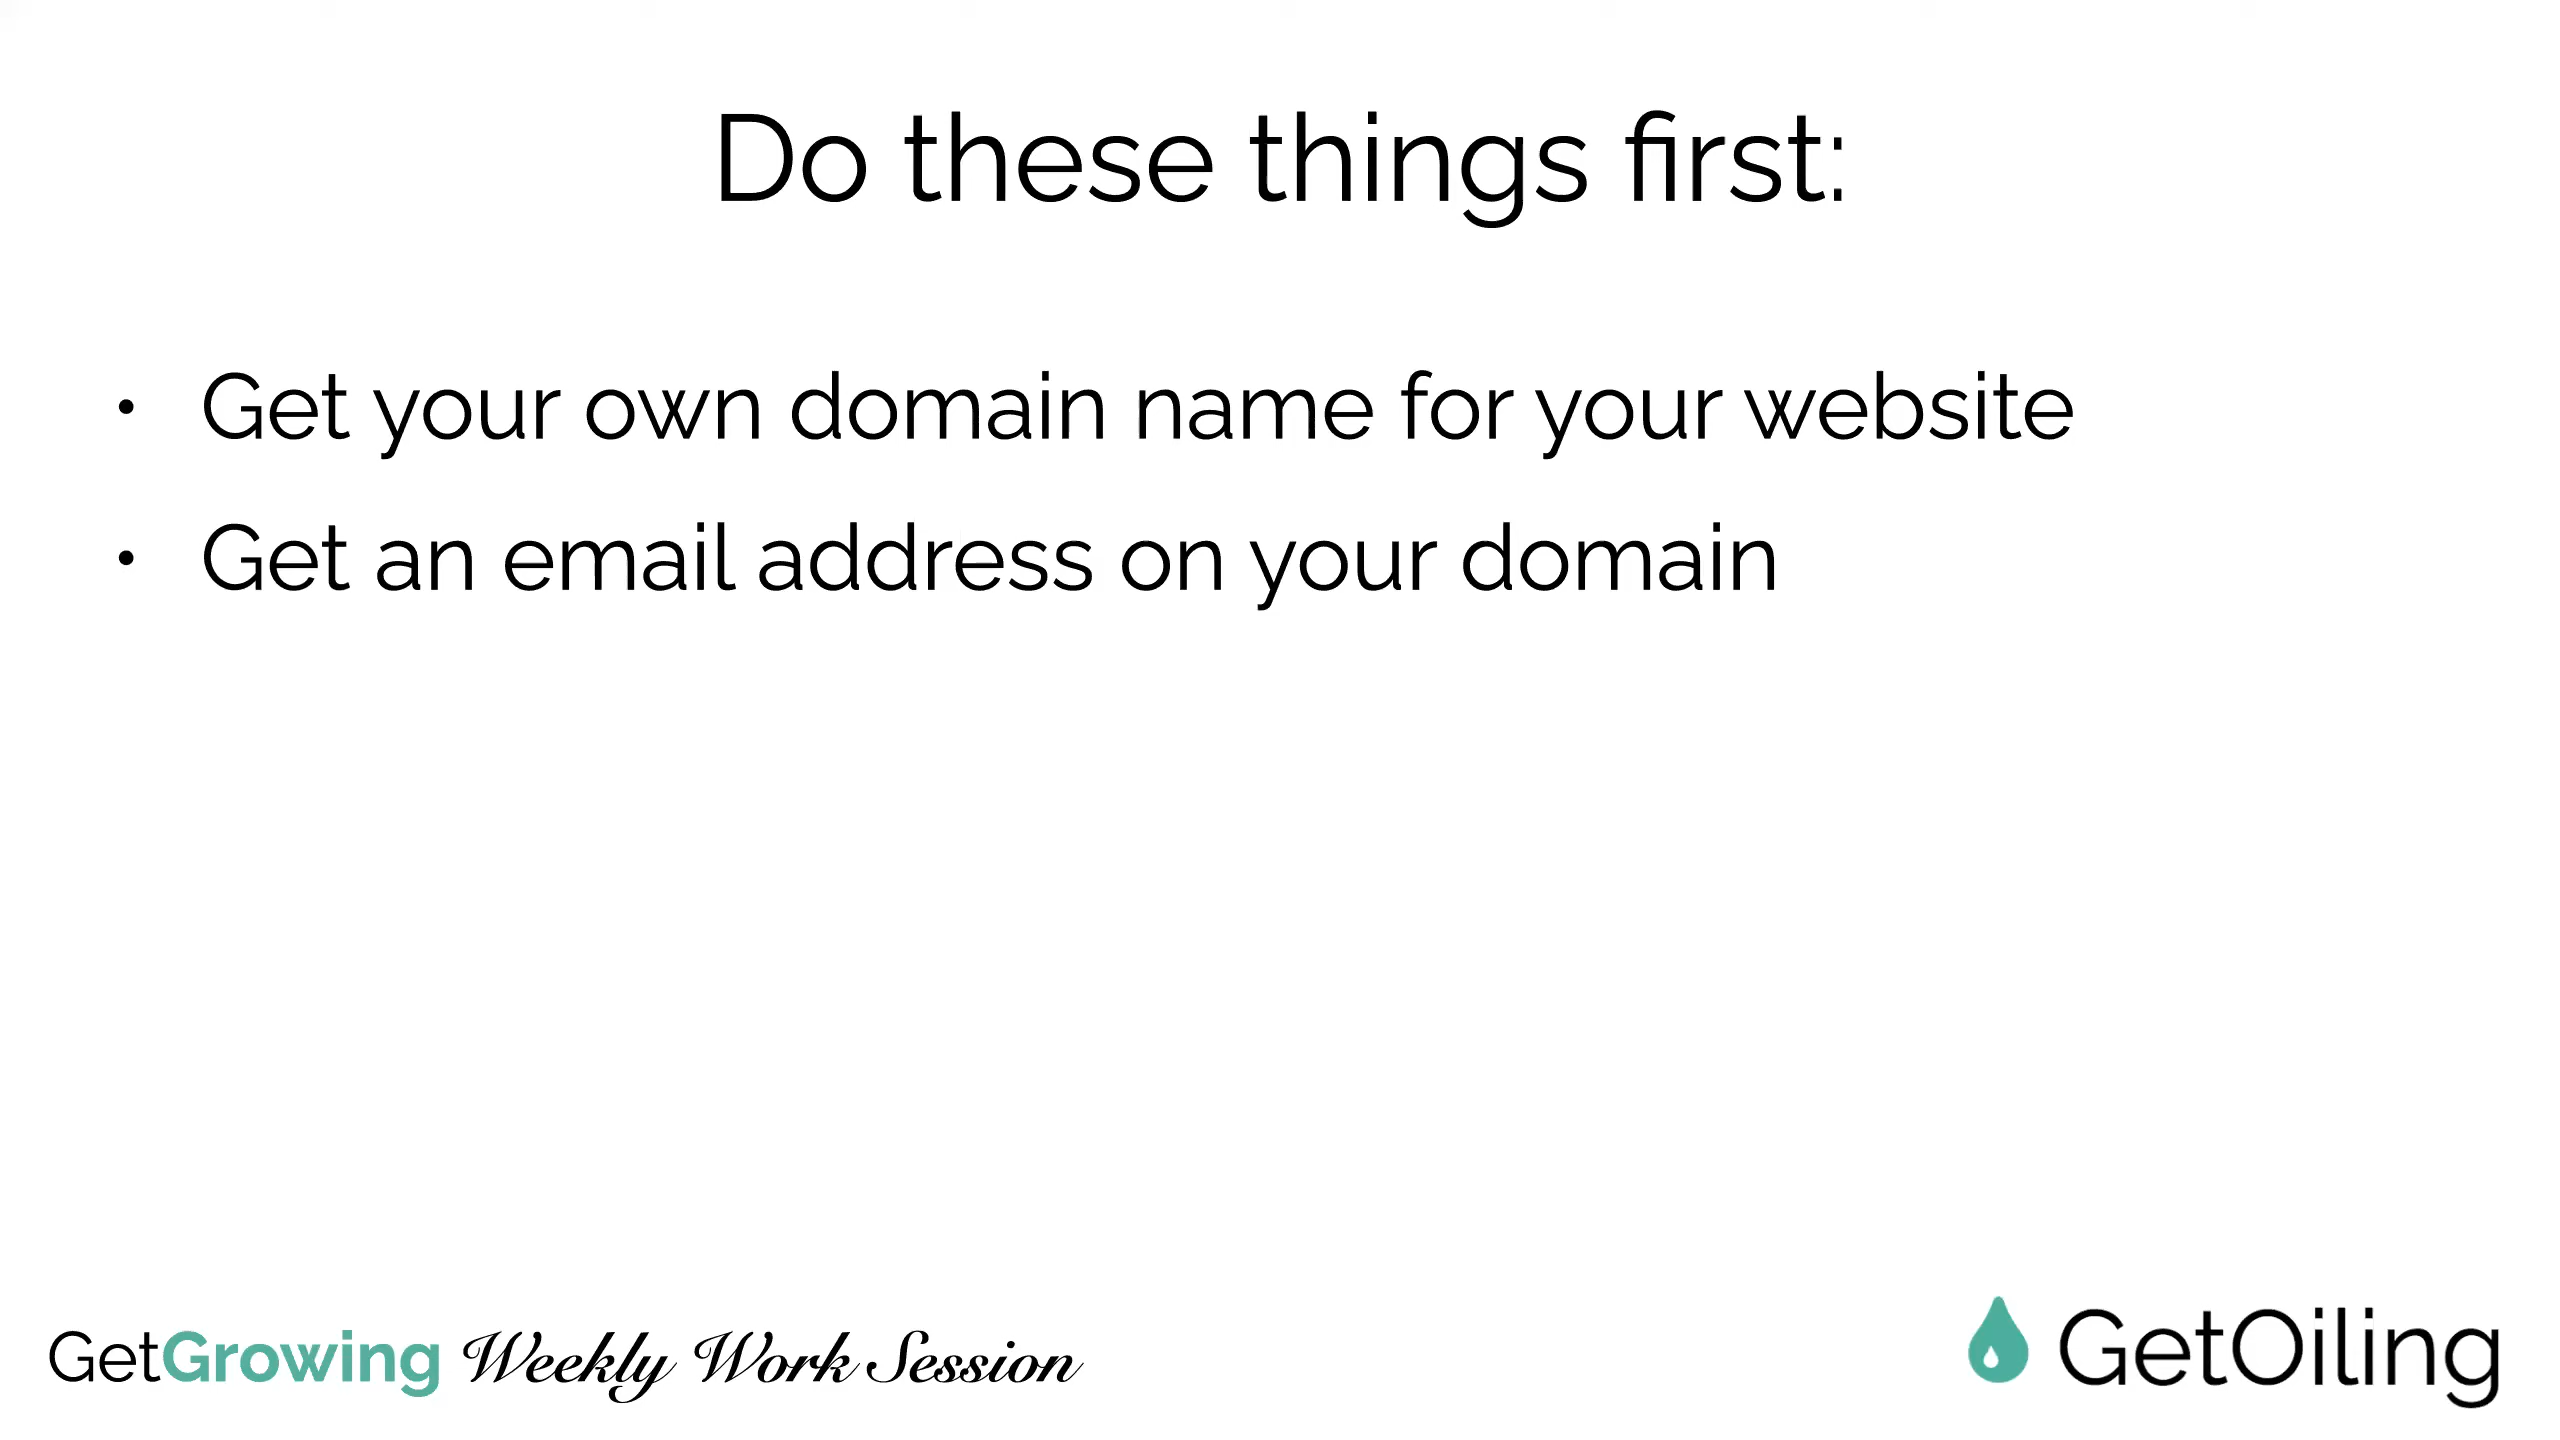 Do these things first:
• Get your own domain name for your website
• Get an email address on your domain
GetGrowing Weekly Work Session
GetOiling